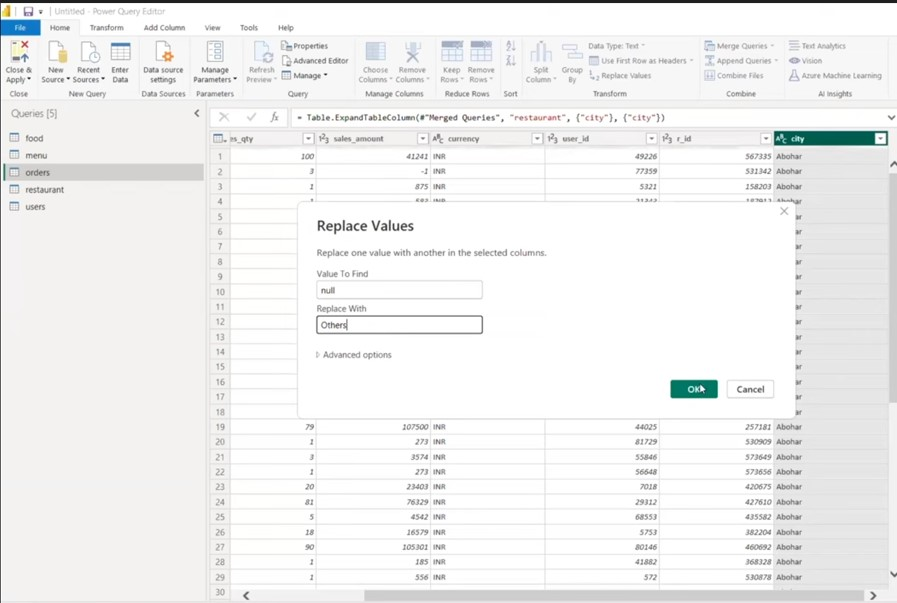 Untitled - Power Query Editor
File Home Transform Add Column View Tools Help
Close & Apply
New Source
Recent Sources
Enter Data
Data source settings
Manage Parameters
Refresh Preview
Properties
Advanced Editor
Manage
Choose Columns
Remove Columns
Keep Rows
Remove Rows
Split Column
Group By
Data Type: Text
Use First Row as Headers
Replace Values
Merge Queries
Append Queries
Combine Files
Text Analytics
Vision
Azure Machine Learning
Close New Query Data Sources Parameters Query Manage Columns Reduce Rows Sort Transform Combine AI Insights
Queries [5]
food
menu
orders
restaurant
users
= Table.ExpandTableColumn(#"Merged Queries", "restaurant", {"city"}, {"city"})
es_qty sales_amount currency user_id r_id city
1 100 41241 INR 49226 567335 Abohar
2 3 -1 INR 77359 531342 Abohar
3 1 875 INR 5321 158203 Abohar
4
5
6
7
8
9
10
11
12
13
14
15
16
17
18
Replace Values
Replace one value with another in the selected columns.
Value To Find
null
Replace With
Others
Advanced options
OK Cancel
19 79 107500 INR 44025 257181 Abohar
20 1 273 INR 81729 530909 Abohar
21 3 3574 INR 55846 573649 Abohar
22 1 273 INR 56648 573656 Abohar
23 20 23403 INR 7018 420675 Abohar
24 81 76329 INR 29312 427610 Abohar
25 5 4542 INR 68553 435582 Abohar
26 18 16579 INR 5753 382204 Abohar
27 90 105301 INR 80146 460692 Abohar
28 1 185 INR 41882 368328 Abohar
29 1 556 INR 572 530878 Abohar
30